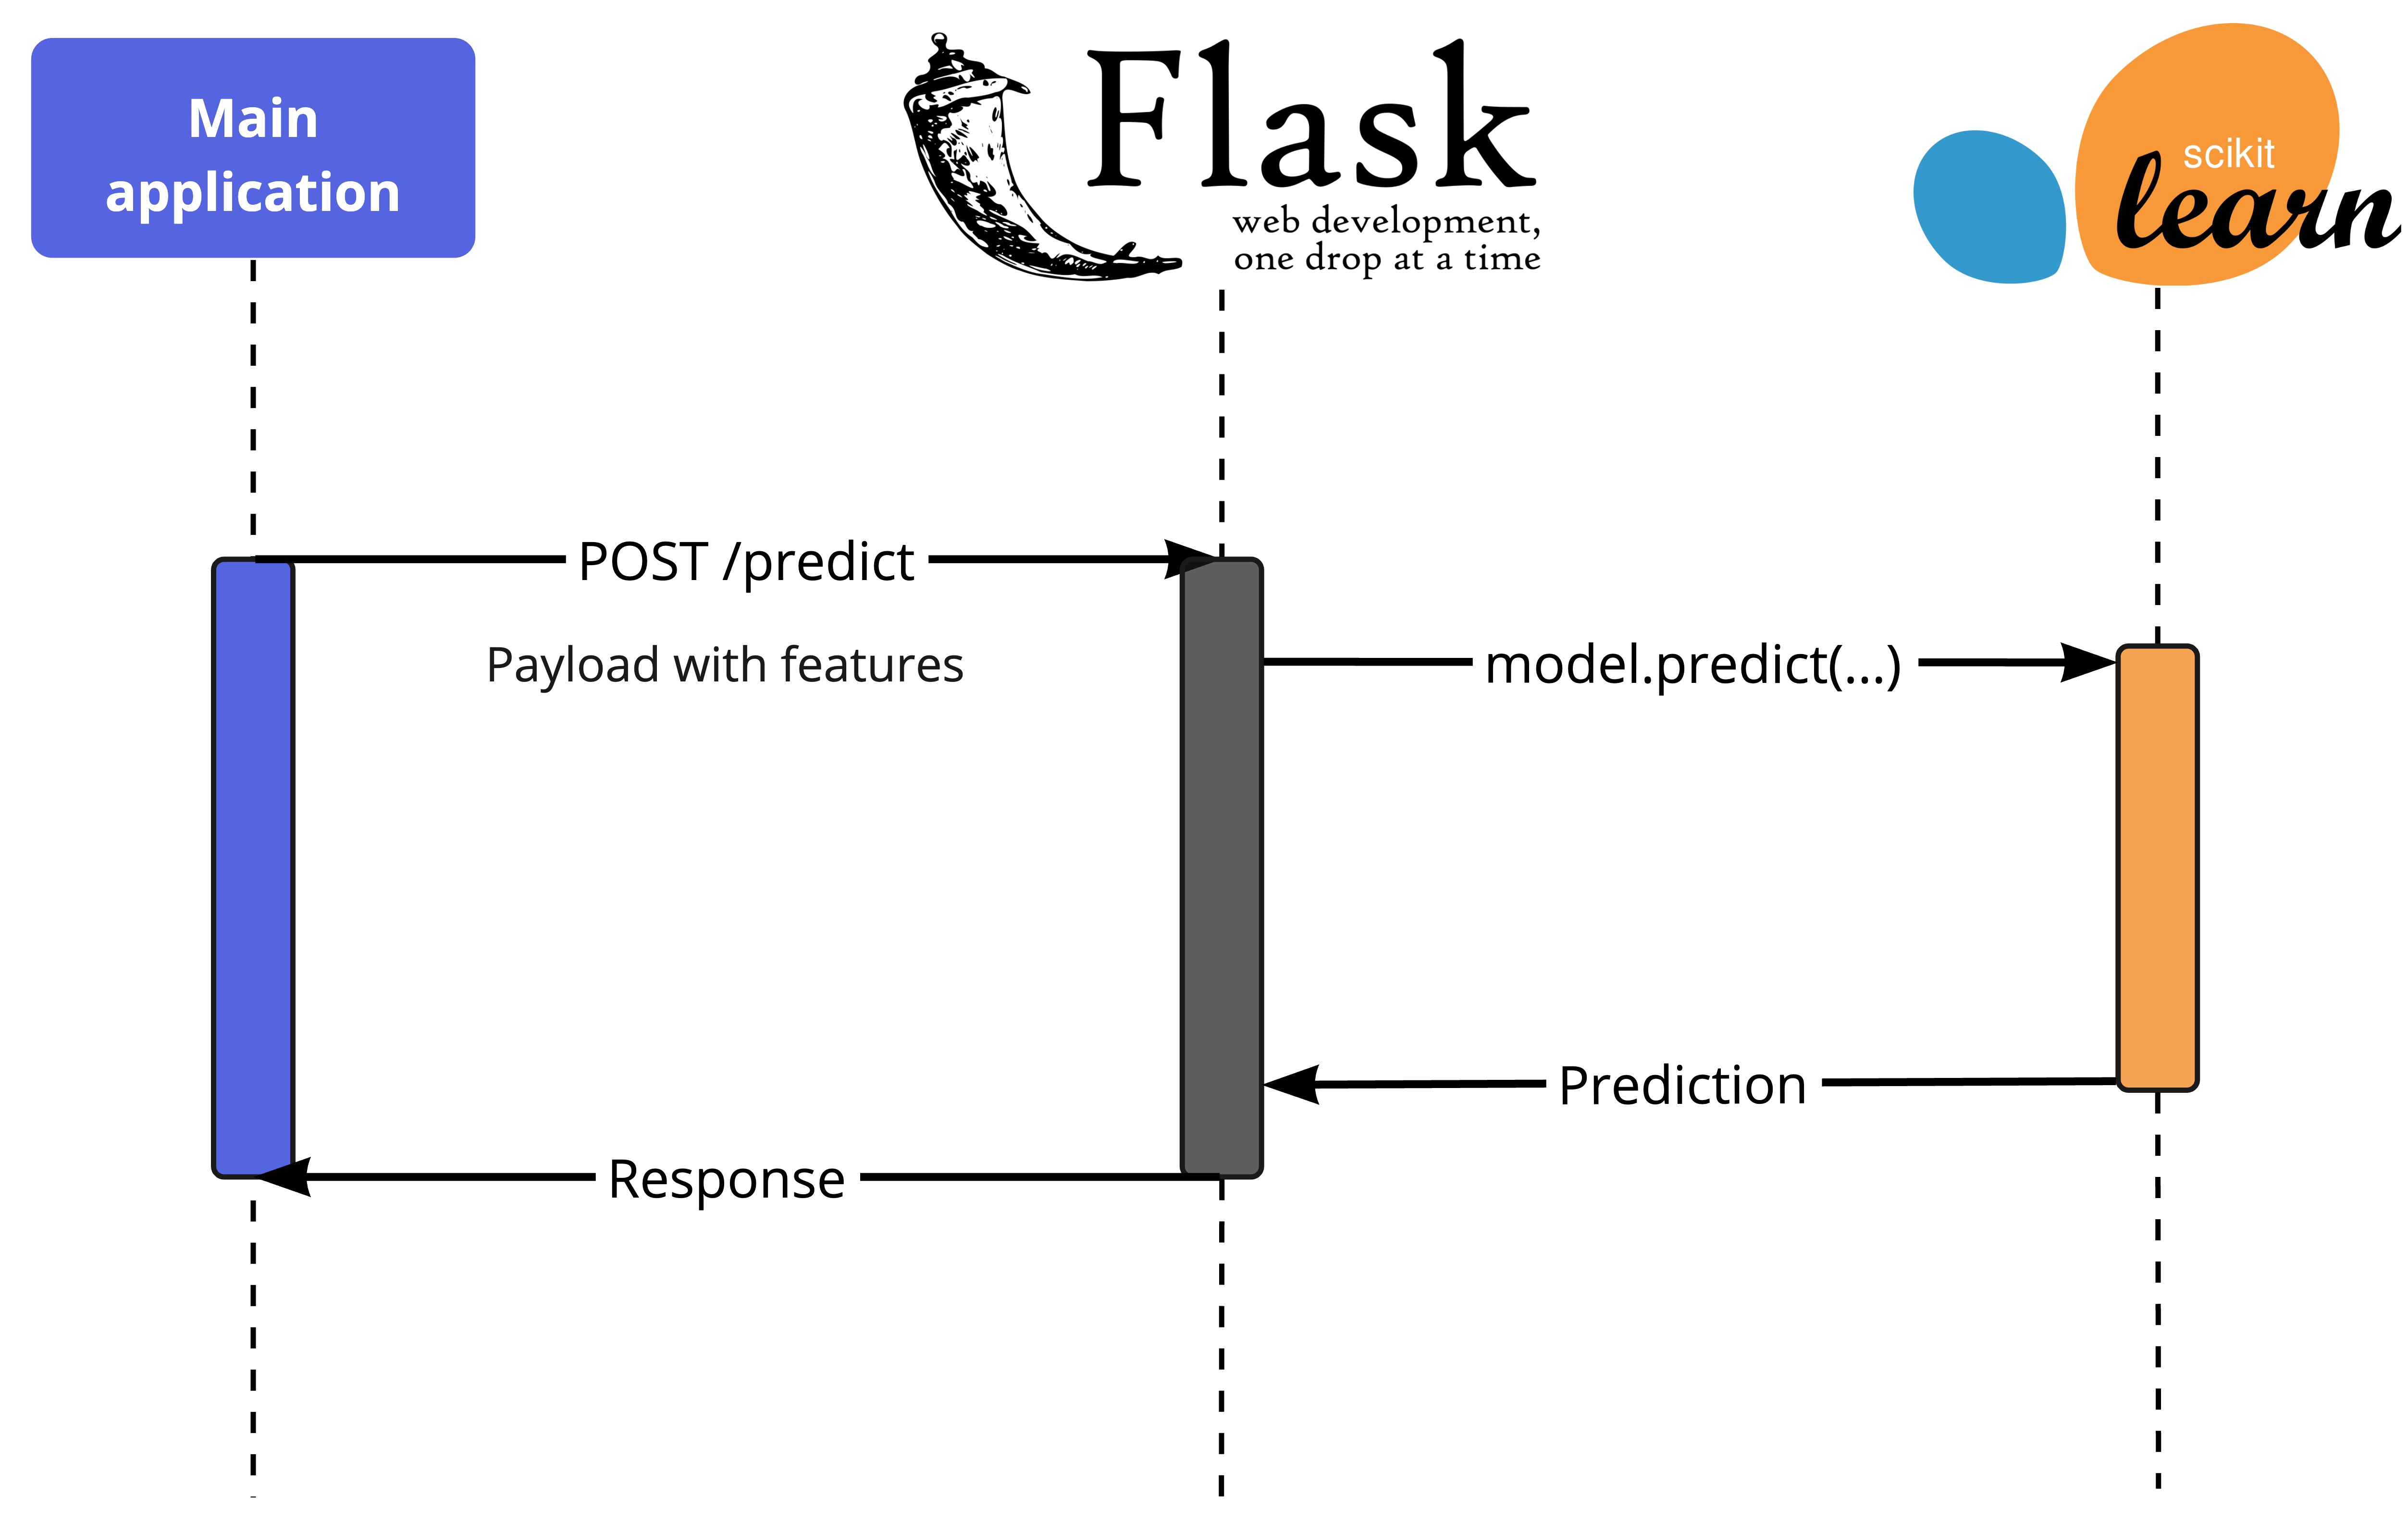 Main
application
Flask
web development,
one drop at a time
scikit
learn
POST /predict
Payload with features
model.predict(...)
Prediction
Response